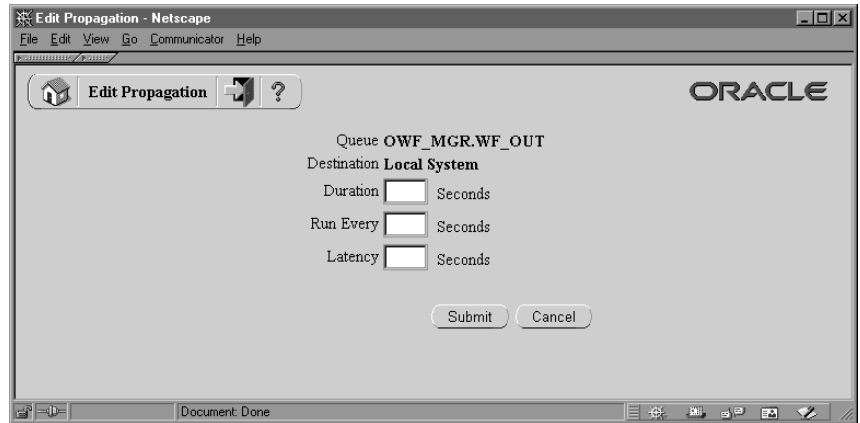 Edit Propagation - Netscape
File Edit View Go Communicator Help
Edit Propagation ?
ORACLE
Queue OWF_MGR.WF_OUT
Destination Local System
Duration Seconds
Run Every Seconds
Latency Seconds
Submit Cancel
Document: Done